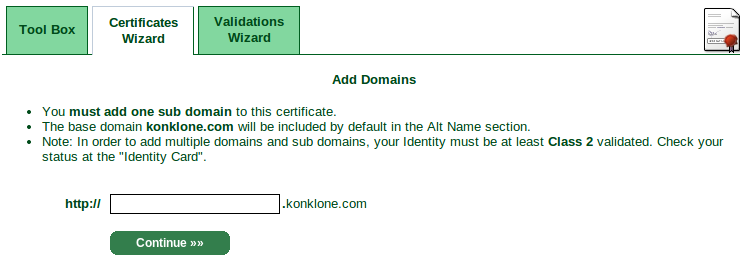 Tool Box
Certificates
Wizard
Validations
Wizard
Add Domains
• You must add one sub domain to this certificate.
• The base domain konklone.com will be included by default in the Alt Name section.
• Note: In order to add multiple domains and sub domains, your Identity must be at least Class 2 validated. Check your
status at the "Identity Card".
http:// .konklone.com
Continue »»